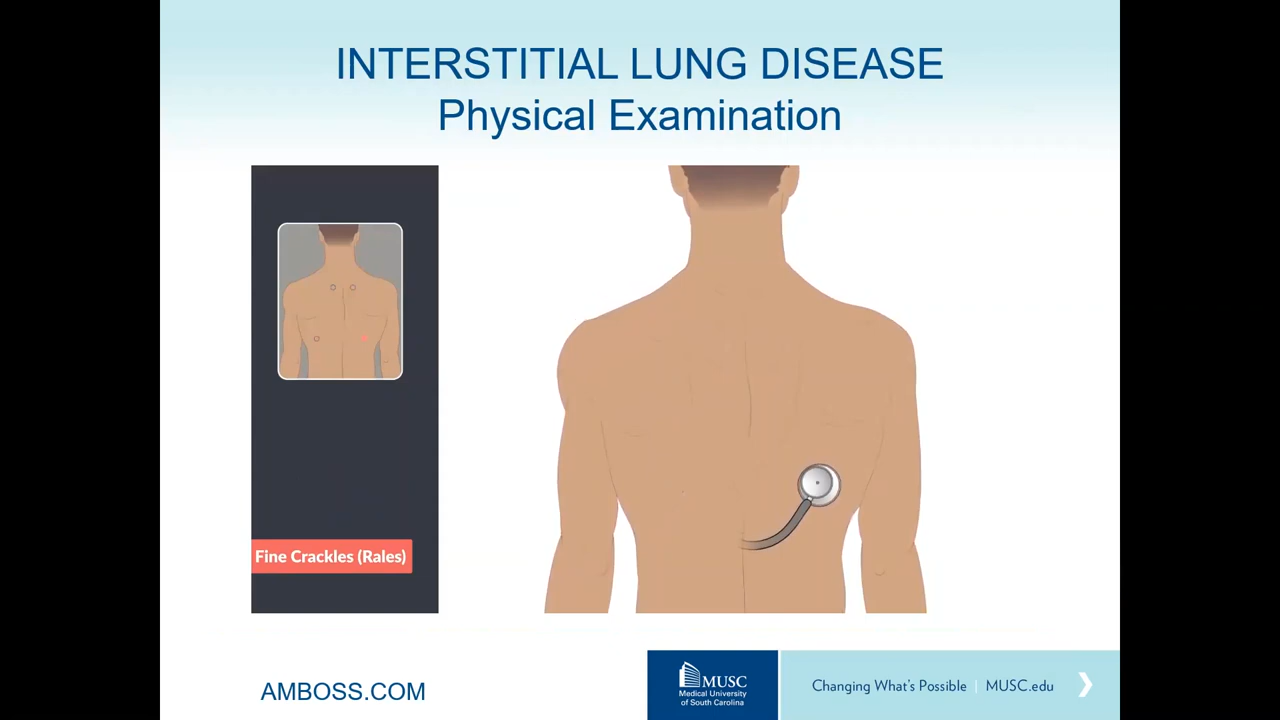 INTERSTITIAL LUNG DISEASE
Physical Examination
Fine Crackles (Rales)
AMBOSS.COM
MUSC
Medical University
of South Carolina
Changing What's Possible | MUSC.edu